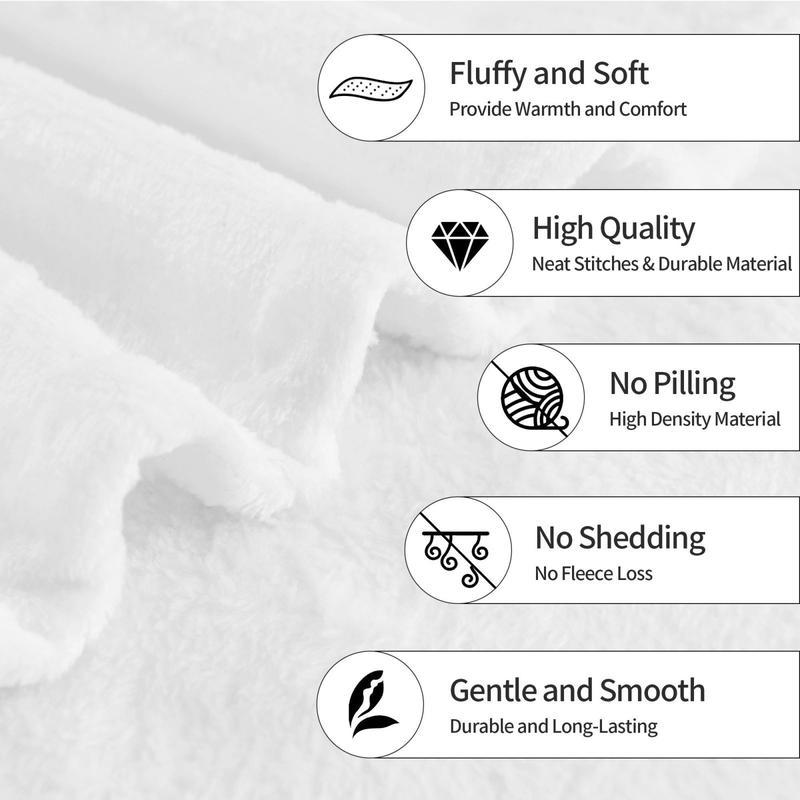 Fluffy and Soft
Provide Warmth and Comfort
High Quality
Neat Stitches & Durable Material
No Pilling
High Density Material
No Shedding
No Fleece Loss
Gentle and Smooth
Durable and Long-Lasting